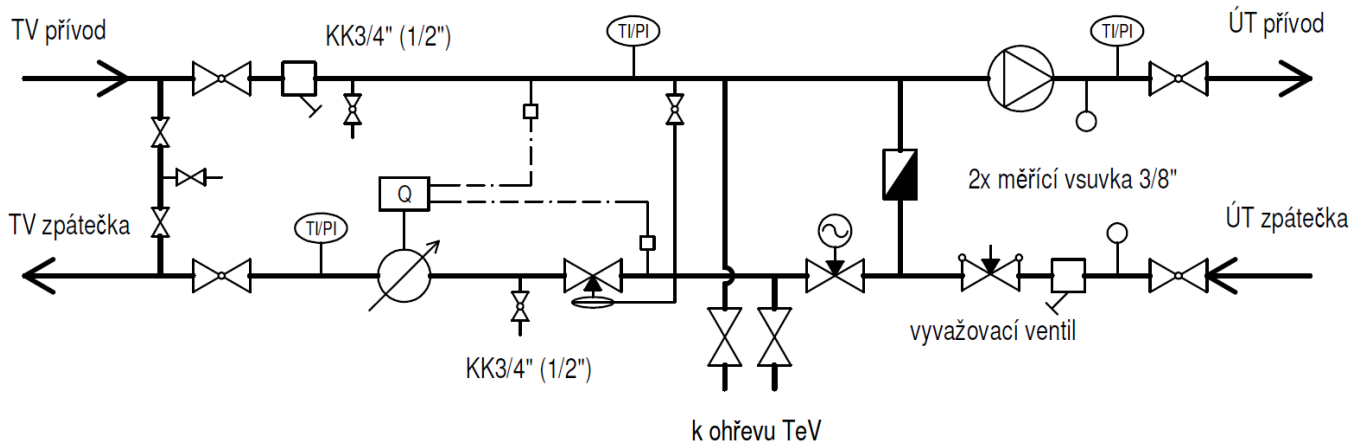 TV přívod
KK3/4" (1/2")
TI/PI
TI/PI
ÚT přívod
2x měřící vsuvka 3/8"
Q
TV zpátečka
TI/PI
ÚT zpátečka
vyvažovací ventil
KK3/4" (1/2")
k ohřevu TeV